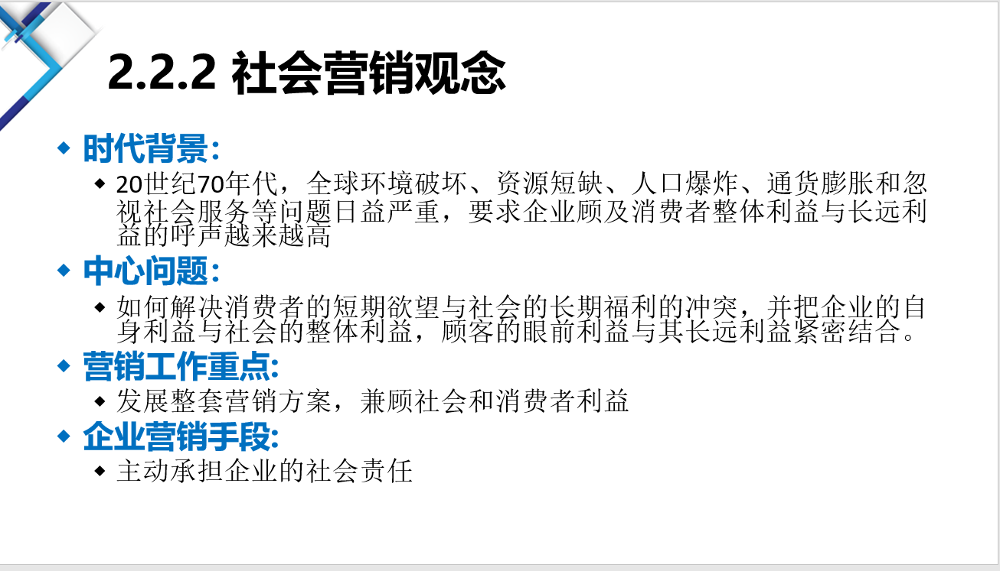 2.2.2 社会营销观念
时代背景：
20世纪70年代，全球环境破坏、资源短缺、人口爆炸、通货膨胀和忽
视社会服务等问题日益严重，要求企业顾及消费者整体利益与长远利
益的呼声越来越高
中心问题：
如何解决消费者的短期欲望与社会的长期福利的冲突，并把企业的自
身利益与社会的整体利益，顾客的眼前利益与其长远利益紧密结合。
营销工作重点:
发展整套营销方案，兼顾社会和消费者利益
企业营销手段:
主动承担企业的社会责任